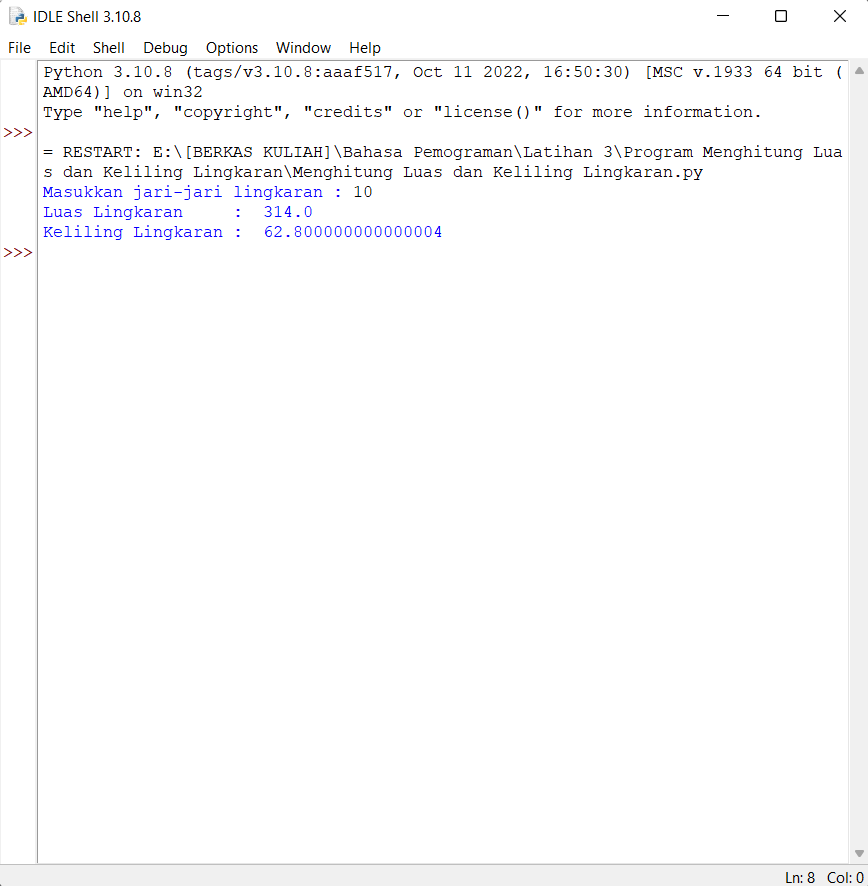 IDLE Shell 3.10.8
File Edit Shell Debug Options Window Help
Python 3.10.8 (tags/v3.10.8:aaaf517, Oct 11 2022, 16:50:30) [MSC v.1933 64 bit (
AMD64)] on win32
Type "help", "copyright", "credits" or "license()" for more information.
>>>
= RESTART: E:\[BERKAS KULIAH]\Bahasa Pemograman\Latihan 3\Program Menghitung Lua
s dan Keliling Lingkaran\Menghitung Luas dan Keliling Lingkaran.py
Masukkan jari-jari lingkaran : 10
Luas Lingkaran     :  314.0
Keliling Lingkaran :  62.800000000000004
>>>
Ln: 8 Col: 0